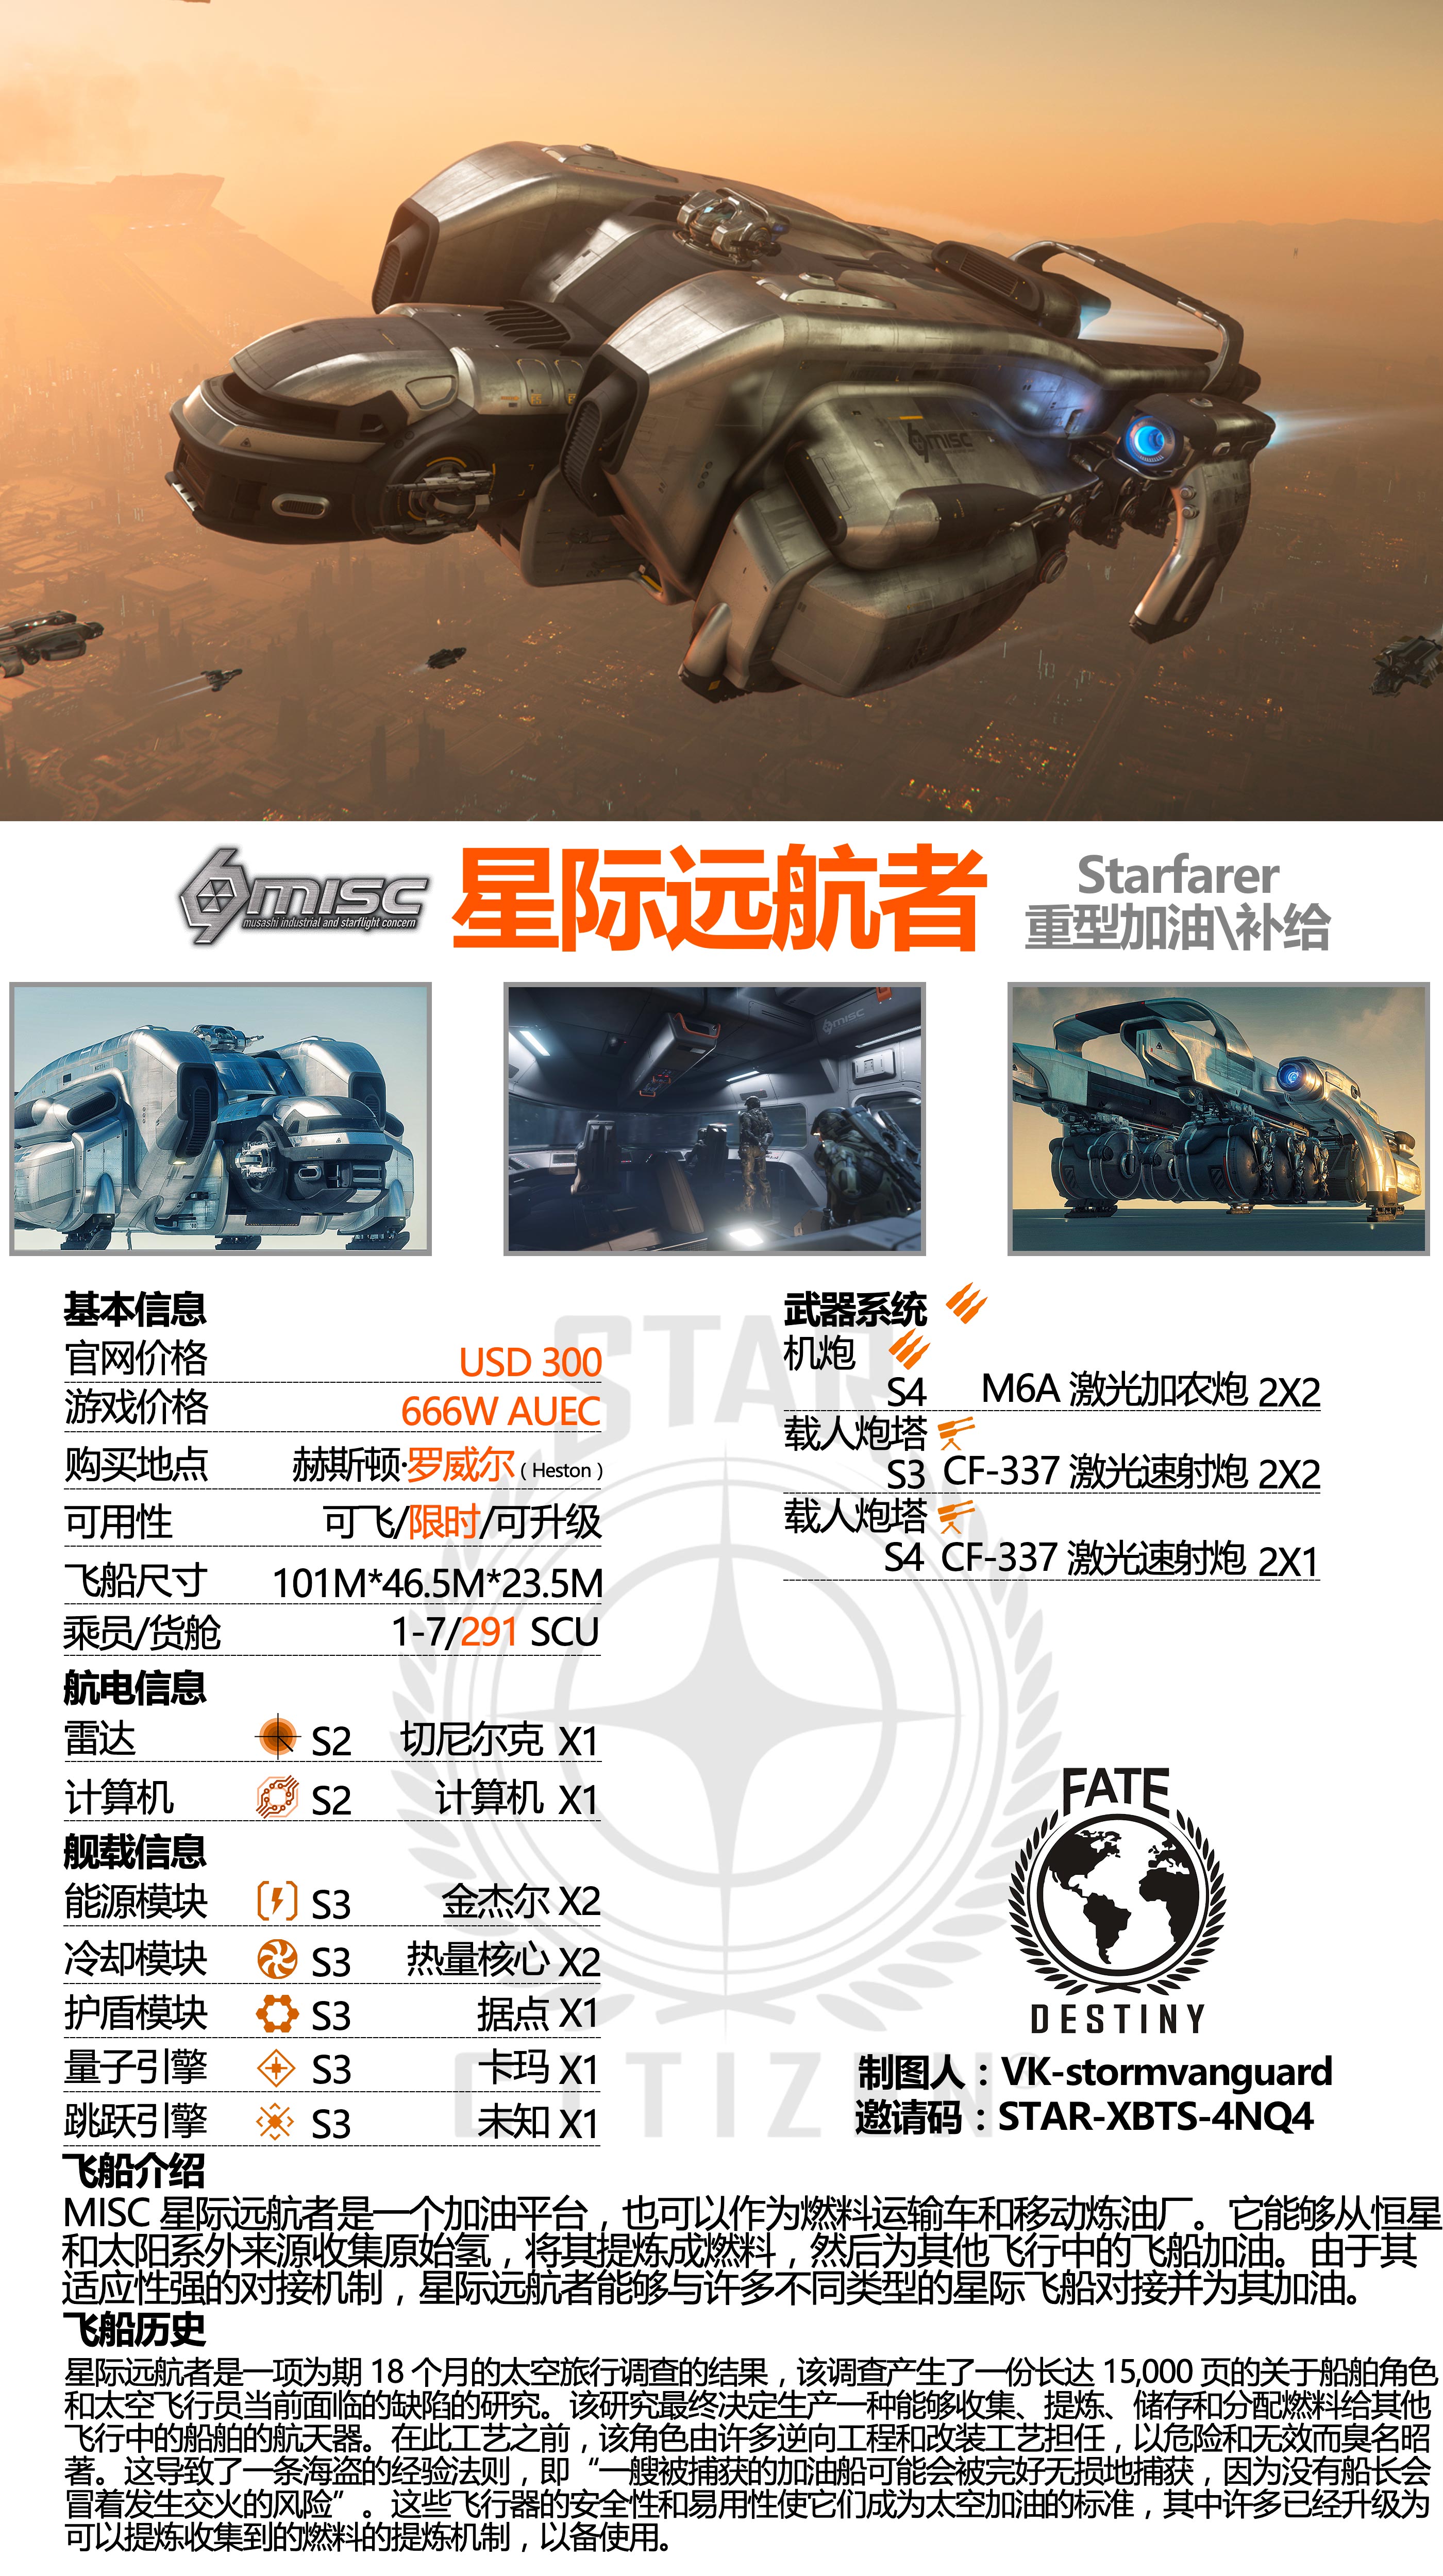 MISC
MISC
musashi industrial and starflight concern
星际远航者
Starfarer
重型加油\补给
MISC
基本信息
官网价格 USD 300
游戏价格 666W AUEC
购买地点 赫斯顿·罗威尔（Heston）
可用性 可飞/限时/可升级
飞船尺寸 101M*46.5M*23.5M
乘员/货舱 1-7/291 SCU
航电信息
雷达 S2 切尼尔克 X1
计算机 S2 计算机 X1
舰载信息
能源模块 S3 金杰尔 X2
冷却模块 S3 热量核心 X2
护盾模块 S3 据点 X1
量子引擎 S3 卡玛 X1
跳跃引擎 S3 未知 X1
武器系统
机炮
S4 M6A 激光加农炮 2X2
载人炮塔
S3 CF-337 激光速射炮 2X2
载人炮塔
S4 CF-337 激光速射炮 2X1
STAR
CITIZEN
FATE
DESTINY
制图人：VK-stormvanguard
邀请码：STAR-XBTS-4NQ4
飞船介绍
MISC 星际远航者是一个加油平台，也可以作为燃料运输车和移动炼油厂。它能够从恒星
和太阳系外来源收集原始氢，将其提炼成燃料，然后为其他飞行中的飞船加油。由于其
适应性强的对接机制，星际远航者能够与许多不同类型的星际飞船对接并为其加油。
飞船历史
星际远航者是一项为期 18 个月的太空旅行调查的结果，该调查产生了一份长达 15,000 页的关于船舶角色
和太空飞行员当前面临的缺陷的研究。该研究最终决定生产一种能够收集、提炼、储存和分配燃料给其他
飞行中的船舶的航天器。在此工艺之前，该角色由许多逆向工程和改装工艺担任，以危险和无效而臭名昭
著。这导致了一条海盗的经验法则，即“一艘被捕获的加油船可能会被完好无损地捕获，因为没有船长会
冒着发生交火的风险”。这些飞行器的安全性和易用性使它们成为太空加油的标准，其中许多已经升级为
可以提炼收集到的燃料的提炼机制，以备使用。